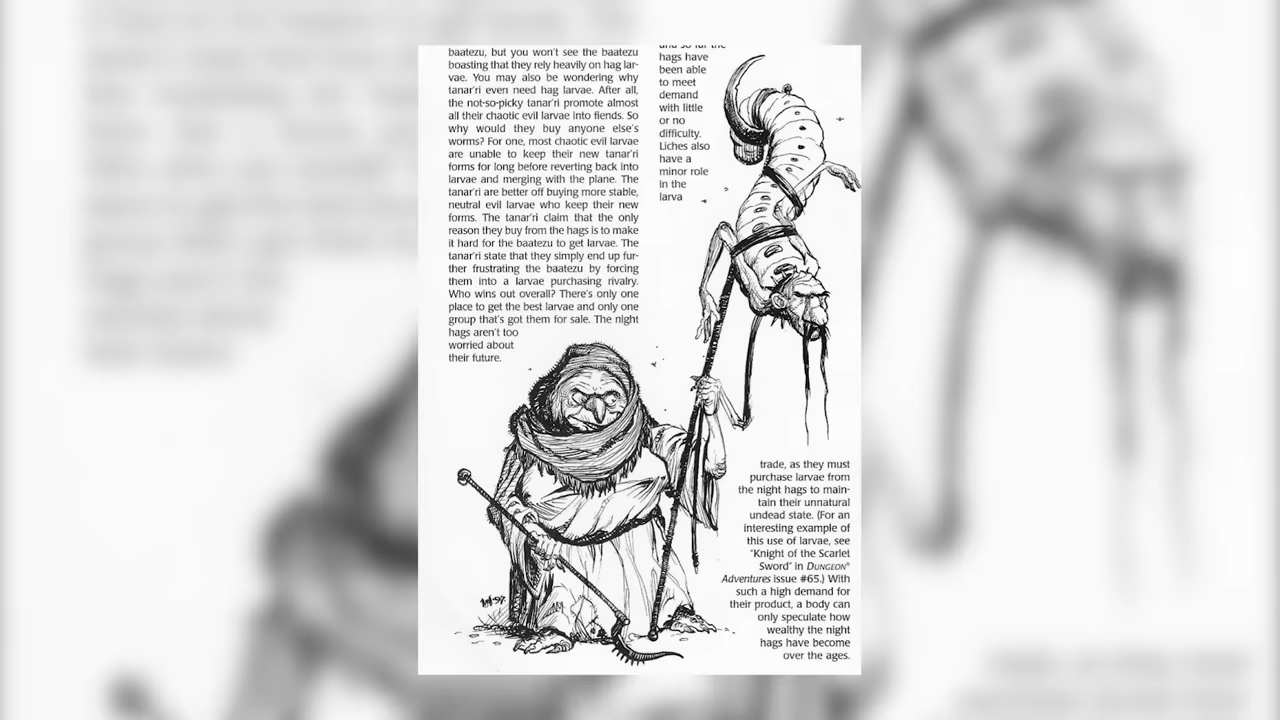 baatezu, but you won't see the baatezu
boasting that they rely heavily on hag lar-
vae. You may also be wondering why
tanar'ri even need hag larvae. After all,
the not-so-picky tanar'ri promote almost
all their chaotic evil larvae into fiends. So
why would they buy anyone else's
worms? For one, most chaotic evil larvae
are unable to keep their new tanar'ri
forms for long before reverting back into
larvae and merging with the plane. The
tanar'ri are better off buying more stable,
neutral evil larvae who keep their new
forms. The tanar'ri claim that the only
reason they buy from the hags is to make
it hard for the baatezu to get larvae. The
tanar'ri state that they simply end up fur-
ther frustrating the baatezu by forcing
them into a larvae purchasing rivalry.
Who wins out overall? There's only one
place to get the best larvae and only one
group that's got them for sale. The night
hags aren't too
worried about
their future.
and so far the
hags have
been able
to meet
demand
with little
or no
difficulty.
Liches also
have a
minor role
in the
larva
trade, as they must
purchase larvae from
the night hags to main-
tain their unnatural
undead state. (For an
interesting example of
this use of larvae, see
"Knight of the Scarlet
Sword" in DUNGEON®
Adventures issue #65.) With
such a high demand for
their product, a body can
only speculate how
wealthy the night
hags have become
over the ages.